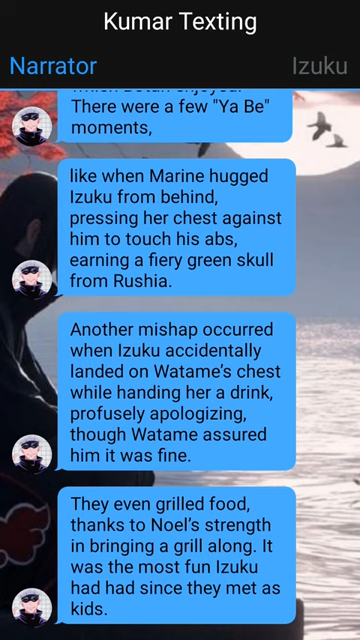 Kumar Texting
Narrator
Izuku
There were a few "Ya Be"
moments,
like when Marine hugged
Izuku from behind,
pressing her chest against
him to touch his abs,
earning a fiery green skull
from Rushia.
Another mishap occurred
when Izuku accidentally
landed on Watame's chest
while handing her a drink,
profusely apologizing,
though Watame assured
him it was fine.
They even grilled food,
thanks to Noel's strength
in bringing a grill along. It
was the most fun Izuku
had had since they met as
kids.